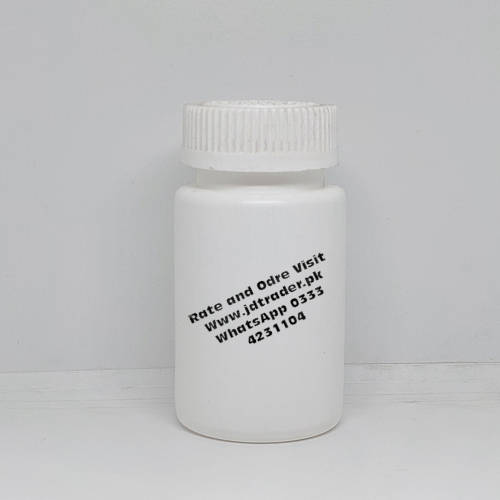 Rate and Odre Visit
Www.jdtrader.pk
WhatsApp 0333
4231104